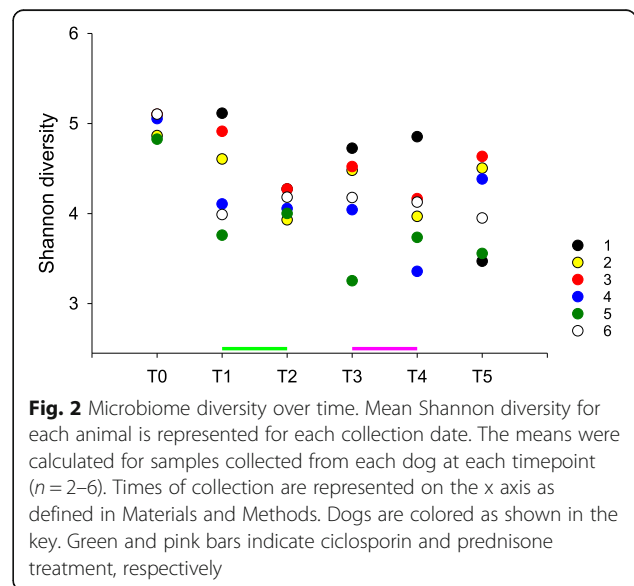 6
5
4
3
Shannon diversity
T0 T1 T2 T3 T4 T5
1
2
3
4
5
6
Fig. 2 Microbiome diversity over time. Mean Shannon diversity for
each animal is represented for each collection date. The means were
calculated for samples collected from each dog at each timepoint
(n = 2–6). Times of collection are represented on the x axis as
defined in Materials and Methods. Dogs are colored as shown in the
key. Green and pink bars indicate ciclosporin and prednisone
treatment, respectively